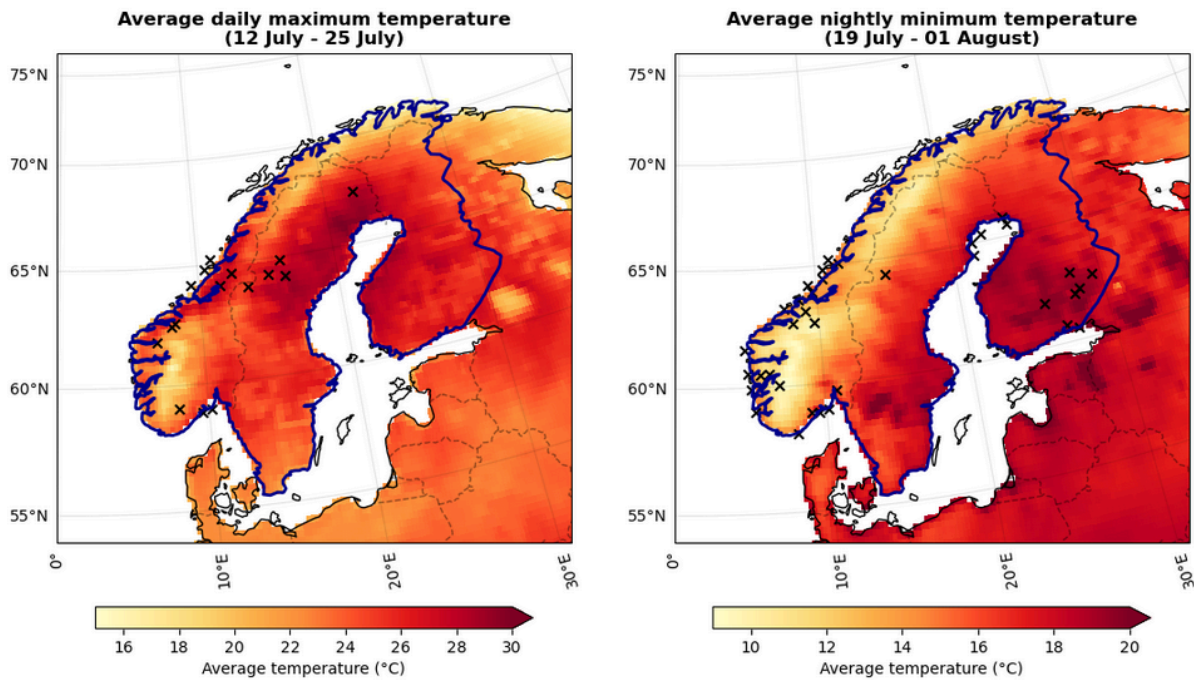 Average daily maximum temperature
(12 July - 25 July)
75°N
70°N
65°N
60°N
55°N
0°
10°E
20°E
30°E
16 18 20 22 24 26 28 30
Average temperature (°C)
Average nightly minimum temperature
(19 July - 01 August)
75°N
70°N
65°N
60°N
55°N
0°
10°E
20°E
30°E
10 12 14 16 18 20
Average temperature (°C)